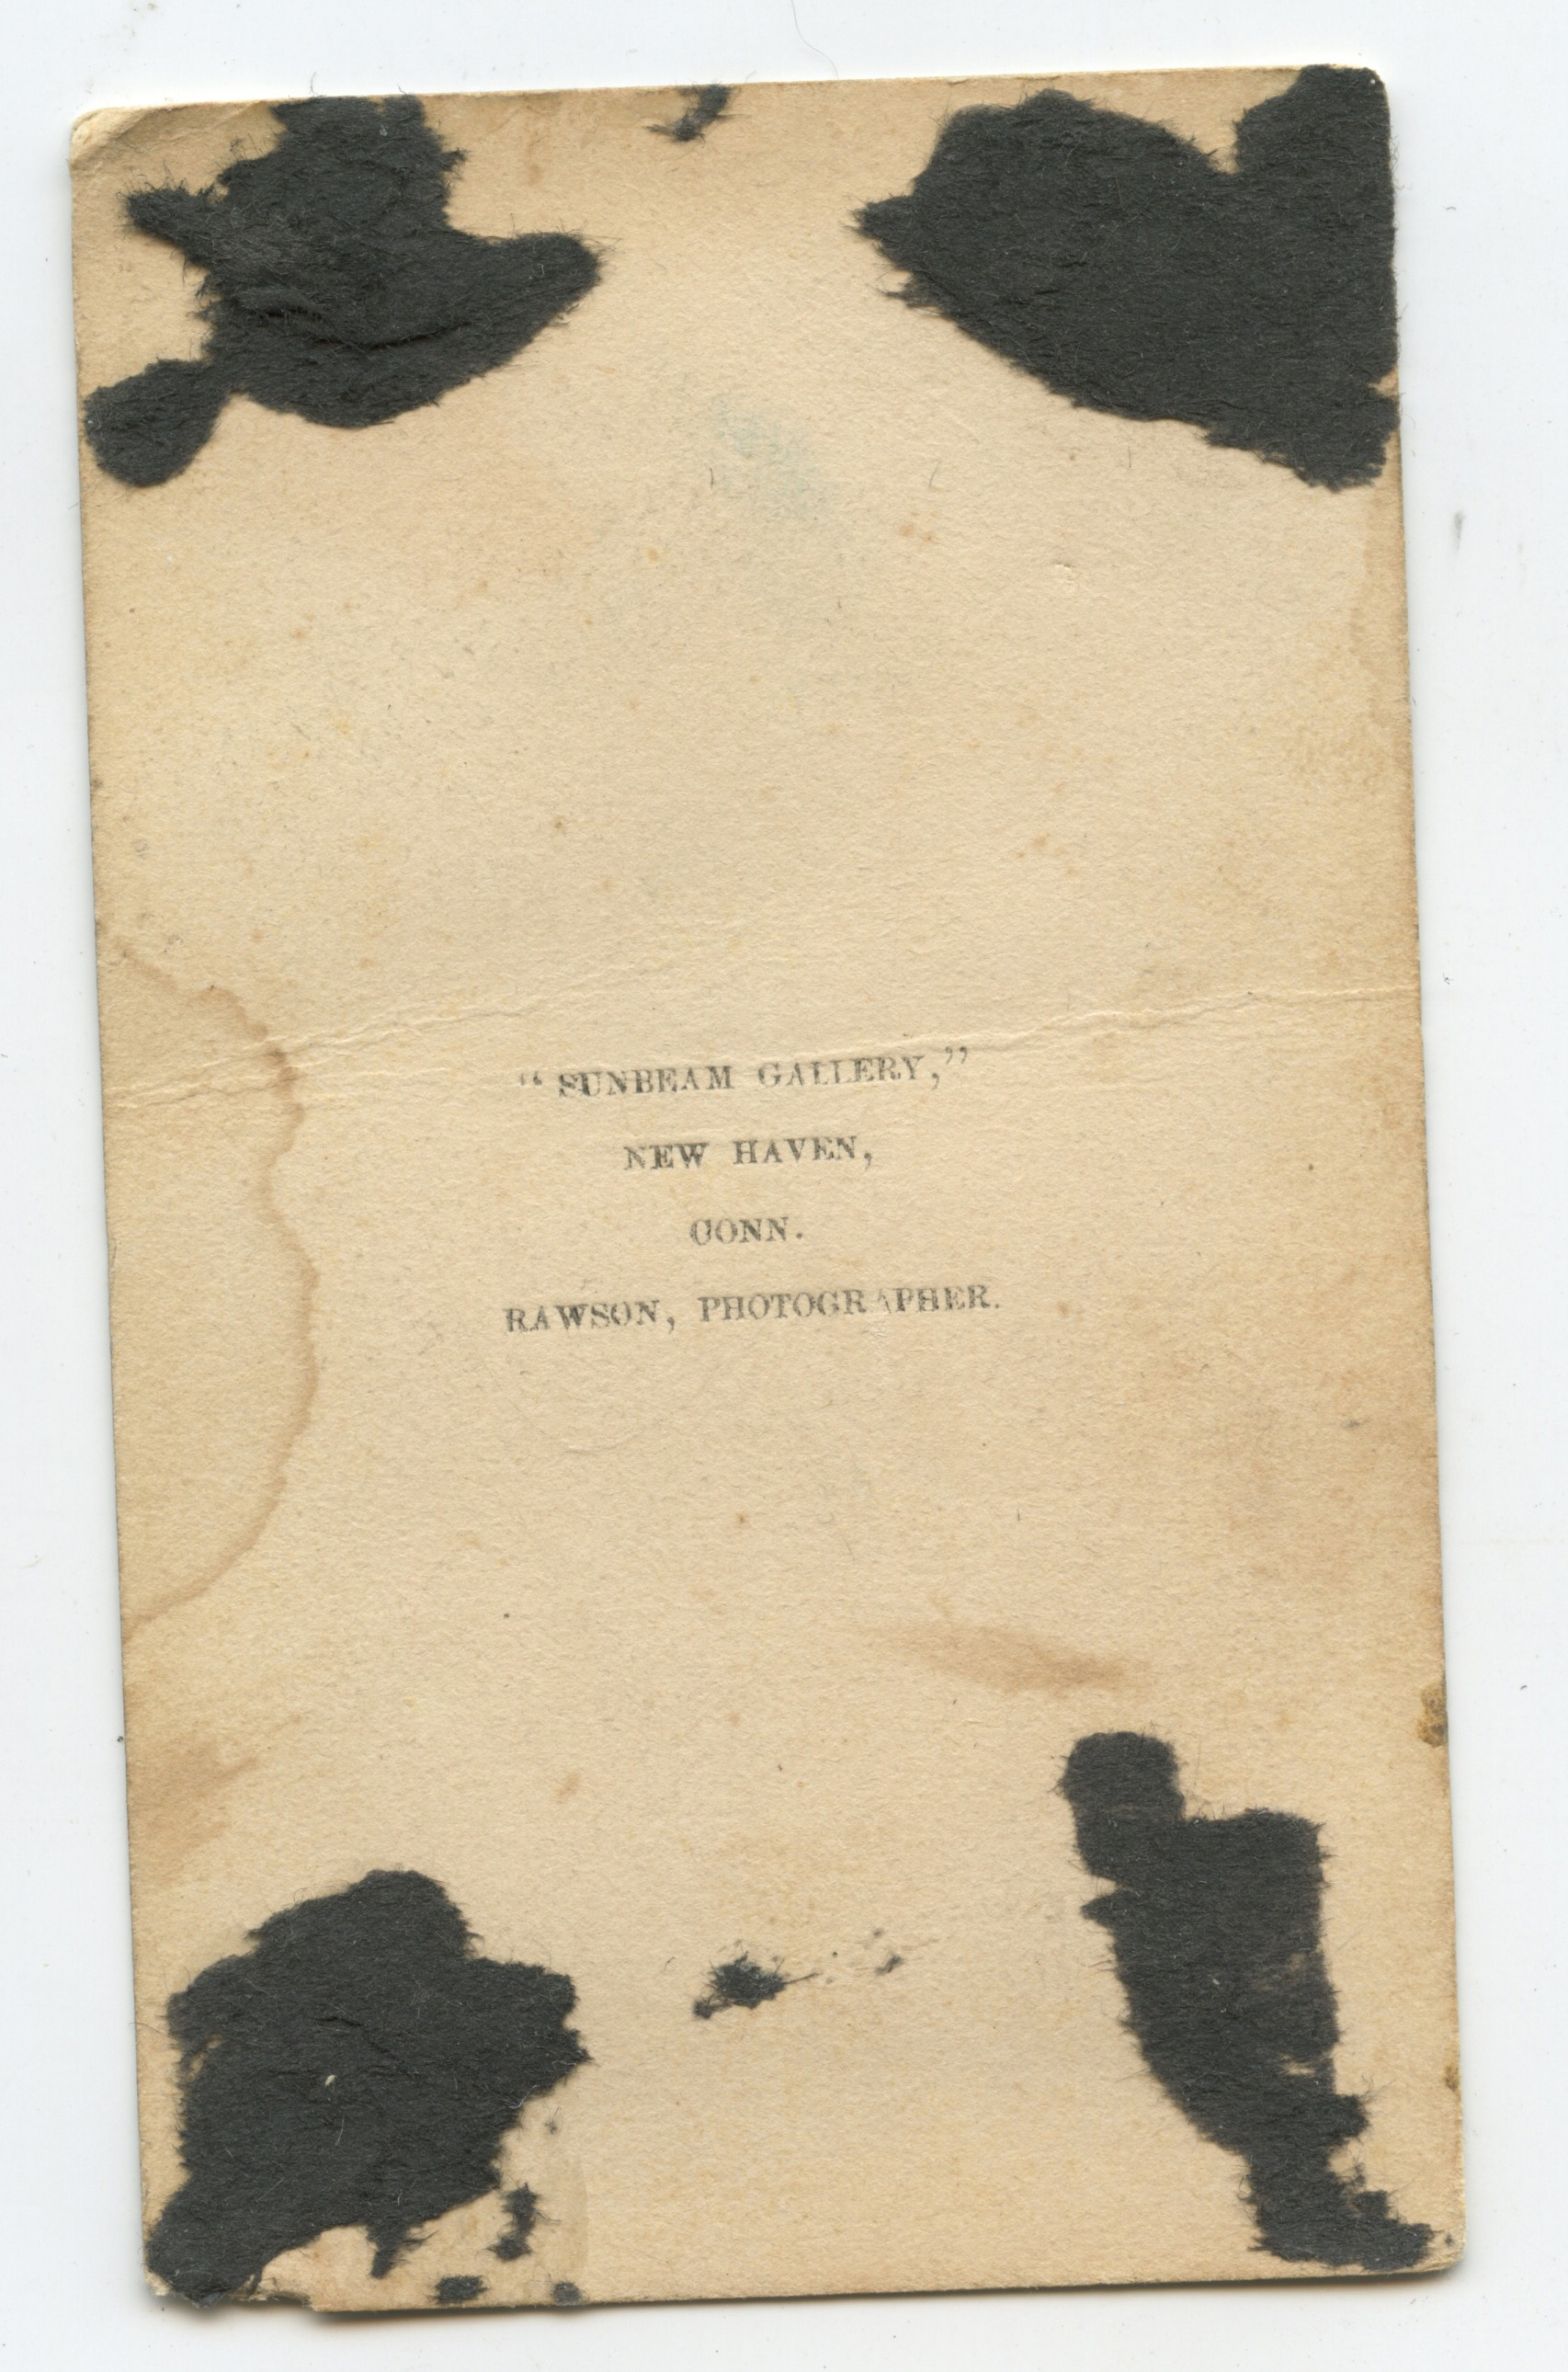 “ SUNBEAM GALLERY,”
NEW HAVEN,
CONN.
RAWSON, PHOTOGRAPHER.